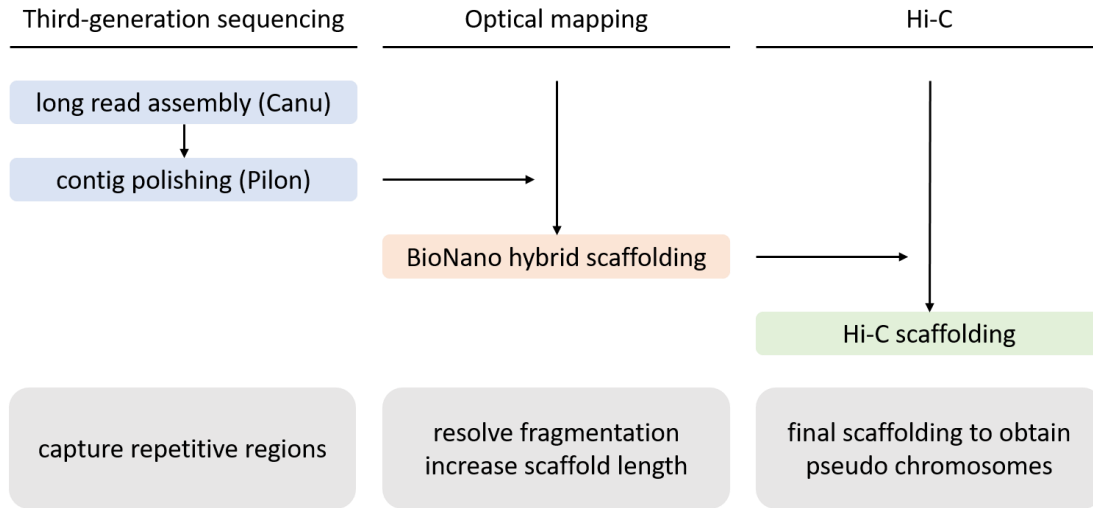 Third-generation sequencing
Optical mapping
Hi-C
long read assembly (Canu)
contig polishing (Pilon)
BioNano hybrid scaffolding
Hi-C scaffolding
capture repetitive regions
resolve fragmentation
increase scaffold length
final scaffolding to obtain
pseudo chromosomes